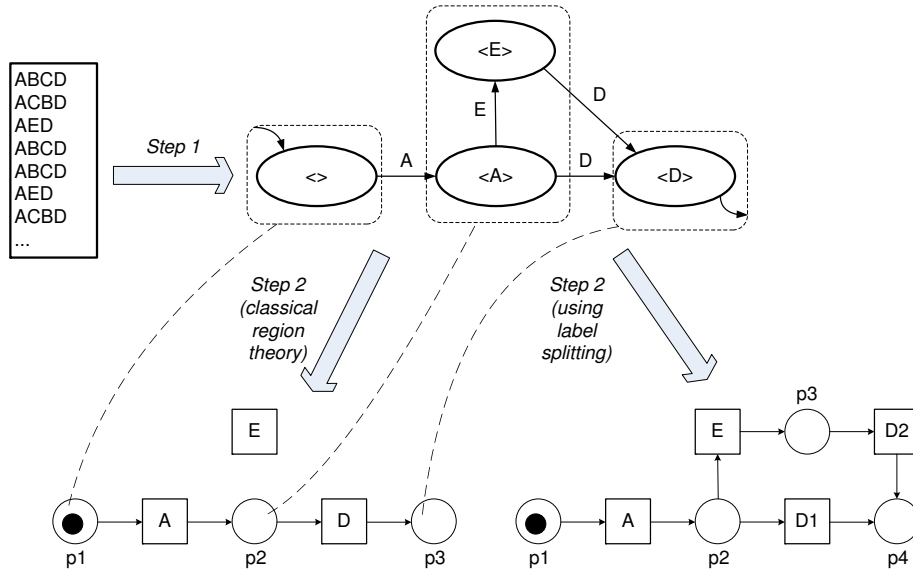 ABCD
ACBD
AED
ABCD
ABCD
AED
ACBD
...
Step 1
<>
A
<E>
E
<A>
D
D
<D>
Step 2
(classical
region
theory)
Step 2
(using
label
splitting)
E
A
D
p1
p2
p3
p3
E
D2
A
D1
p1
p2
p4